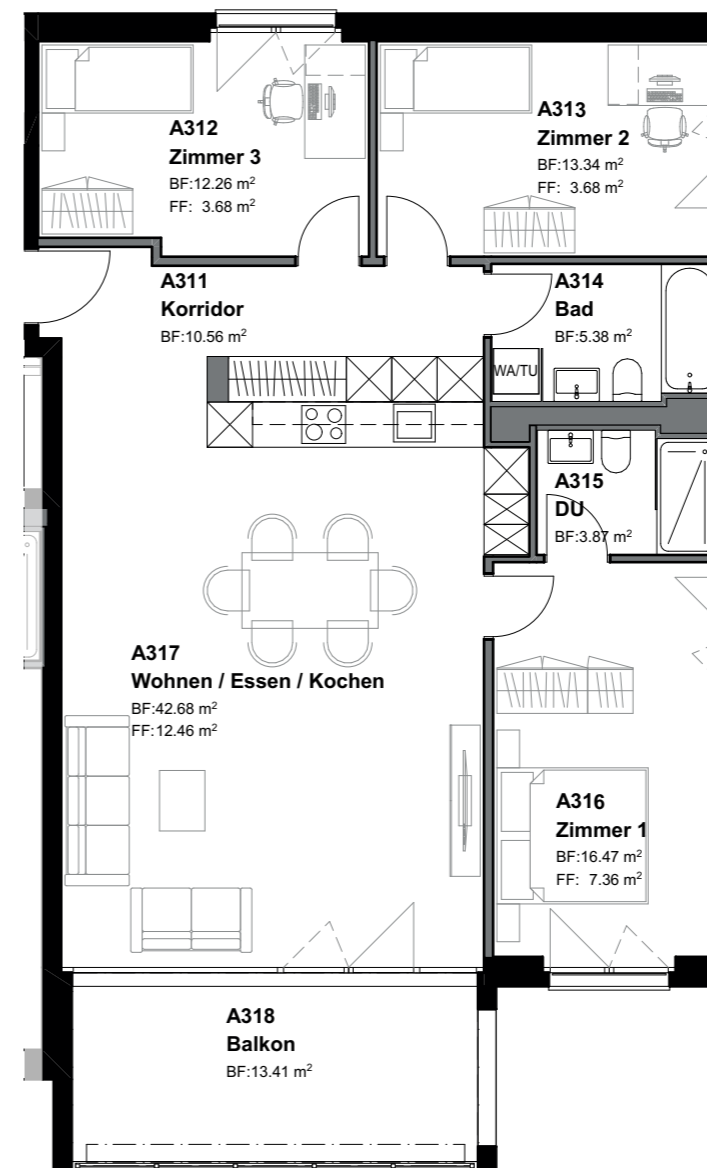 A312
Zimmer 3
BF:12.26 m²
FF: 3.68 m²
A313
Zimmer 2
BF:13.34 m²
FF: 3.68 m²
A311
Korridor
BF:10.56 m²
A314
Bad
BF:5.38 m²
WA/TU
A315
DU
BF:3.87 m²
A317
Wohnen / Essen / Kochen
BF:42.68 m²
FF:12.46 m²
A316
Zimmer 1
BF:16.47 m²
FF: 7.36 m²
A318
Balkon
BF:13.41 m²